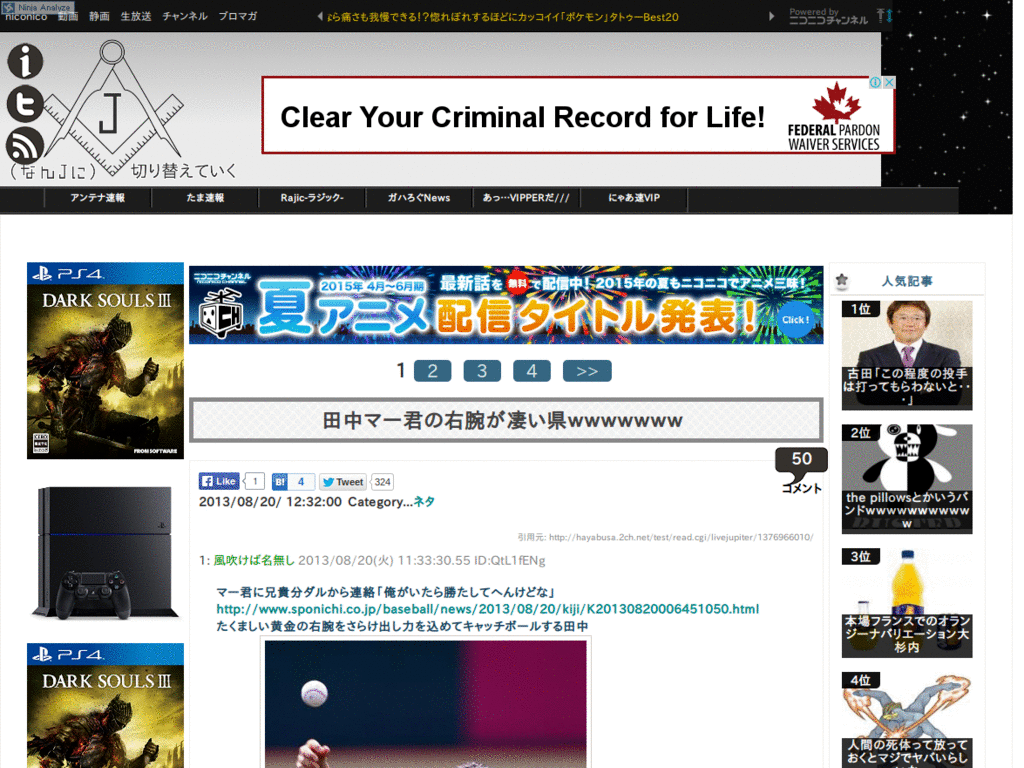 Ninja Analyze
niconico 動画 静画 生放送 チャンネル ブロマガ
ら痛さも我慢できる!?惚れぼれするほどにカッコイイ「ポケモン」タトゥーBest20
Powered by
ニコニコチャンネル
J
(なんJに) 切り替えていく
Clear Your Criminal Record for Life!
FEDERAL PARDON
WAIVER SERVICES
アンテナ速報 たま速報 Rajic-ラジック- ガハろぐNews あっ…VIPPERだ/// にゃあ速VIP
PS4
DARK SOULS III
FROM SOFTWARE
ニコニコチャンネル
NICONICO CHANNEL
CH
2015年 4月〜6月期 最新話を無料で配信中! 2015年の夏もニコニコでアニメ三昧!
夏アニメ配信タイトル発表!
Click!
1 2 3 4 >>
田中マー君の右腕が凄い県wwwwwww
50
コメント
Like 1 B! 4 Tweet 324
2013/08/20/ 12:32:00 Category…ネタ
引用元: http://hayabusa.2ch.net/test/read.cgi/livejupiter/1376966010/
1: 風吹けば名無し 2013/08/20(火) 11:33:30.55 ID:QtL1fENg
マー君に兄貴分ダルから連絡「俺がいたら勝たしてへんけどな」
http://www.sponichi.co.jp/baseball/news/2013/08/20/kiji/K20130820006451050.html
たくましい黄金の右腕をさらけ出し力を込めてキャッチボールする田中
人気記事
1位
古田「この程度の投手
は打ってもらわないと・・
・」
2位
the pillowsとかいうバ
ンドwwwwwwwwwww
w
3位
本場フランスでのオラン
ジーナバリエーション大
杉内
4位
人間の死体って放って
おくとマジでヤバいらし
PS4
DARK SOULS III